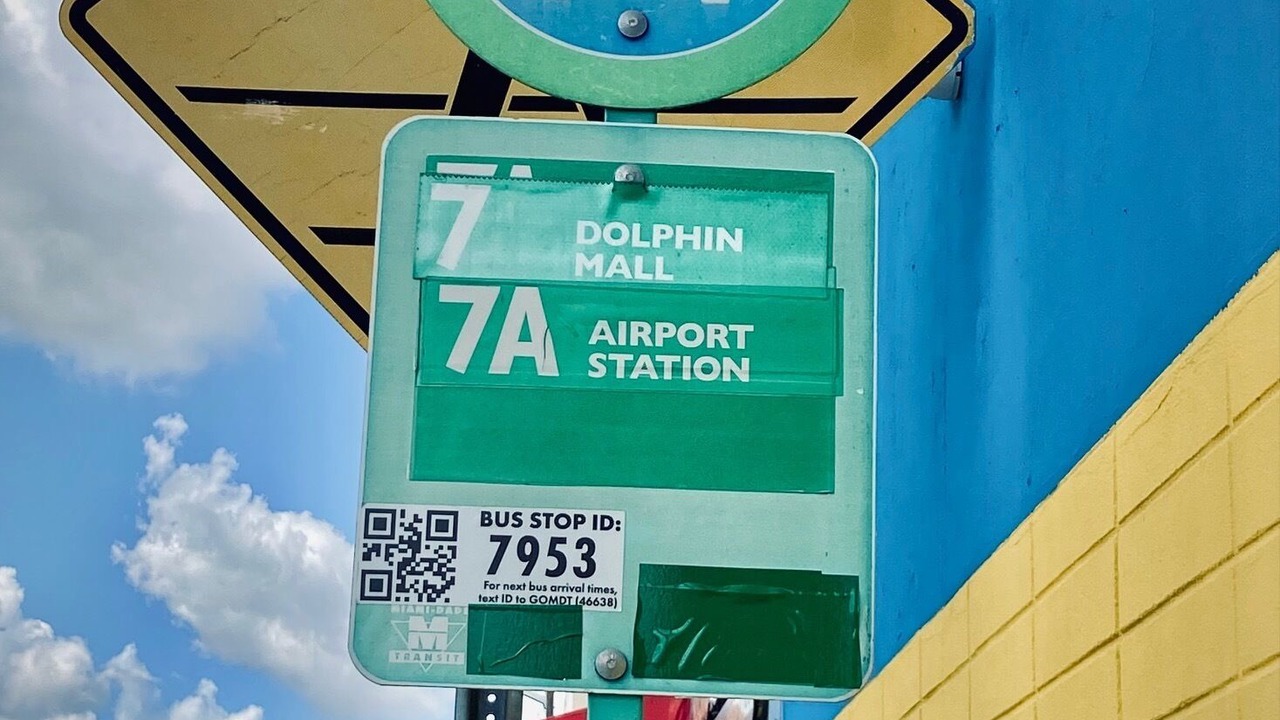 7A
7 DOLPHIN
MALL
7A AIRPORT
STATION
BUS STOP ID:
7953
For next bus arrival times,
text ID to GOMDT (46638)
MIAMI-DADE
M
TRANSIT